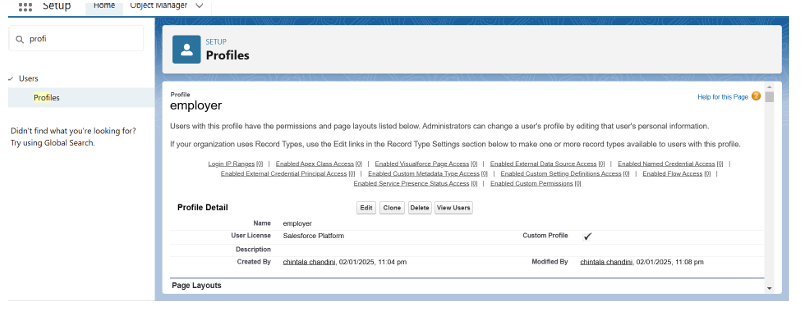 Setup Home Object Manager
profi
Users
Profiles
Didn't find what you're looking for?
Try using Global Search.
SETUP
Profiles
Profile
employer
Help for this Page
Users with this profile have the permissions and page layouts listed below. Administrators can change a user's profile by editing that user's personal information.
If your organization uses Record Types, use the Edit links in the Record Type Settings section below to make one or more record types available to users with this profile.
Login IP Ranges [0] | Enabled Apex Class Access [0] | Enabled Visualforce Page Access [0] | Enabled External Data Source Access [0] | Enabled Named Credential Access [0] |
Enabled External Credential Principal Access [0] | Enabled Custom Metadata Type Access [0] | Enabled Custom Setting Definitions Access [0] | Enabled Flow Access [0] |
Enabled Service Presence Status Access [0] | Enabled Custom Permissions [0]
Profile Detail Edit Clone Delete View Users
Name employer
User License Salesforce Platform Custom Profile
Description
Created By chintala chandini, 02/01/2025, 11:04 pm Modified By chintala chandini, 02/01/2025, 11:08 pm
Page Layouts